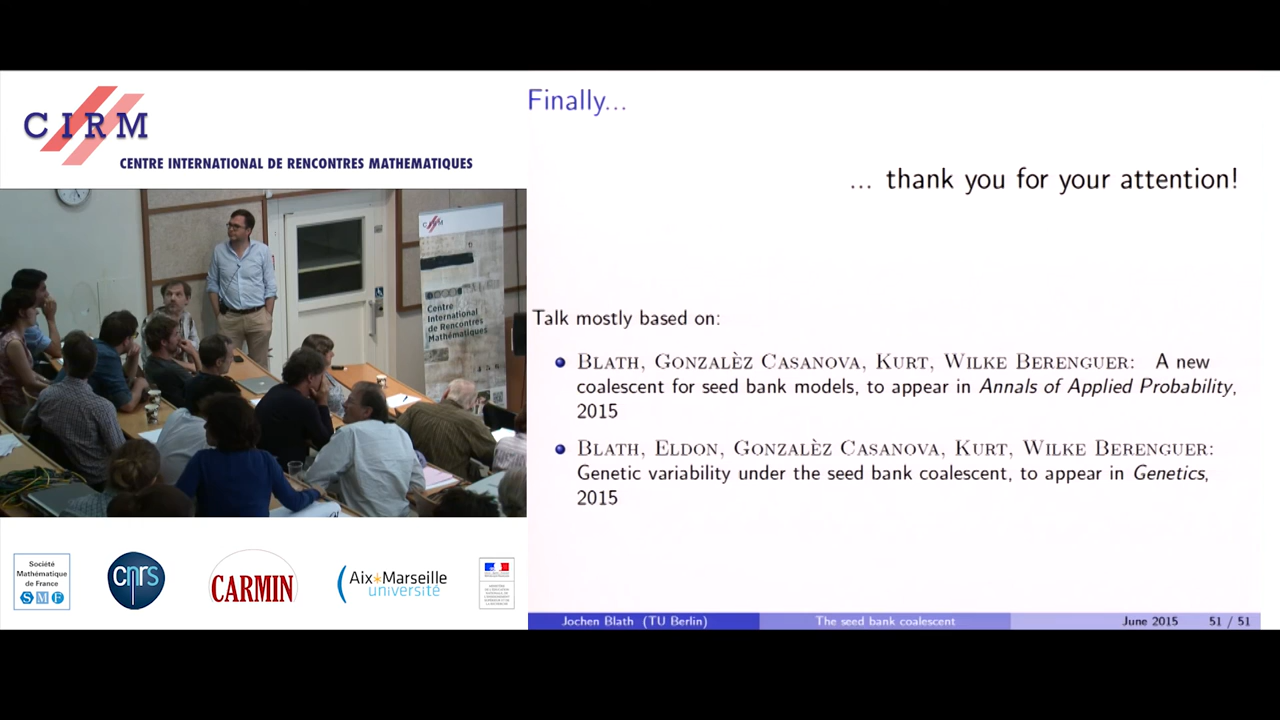 CIRM
CENTRE INTERNATIONAL DE RENCONTRES MATHEMATIQUES
CIRM
Centre
International
de Rencontres
Mathématiques
Société
Mathématique
de France
SMF
cnrs
CARMIN
Aix*Marseille
université
Finally...
... thank you for your attention!
Talk mostly based on:
BLATH, GONZALÈZ CASANOVA, KURT, WILKE BERENGUER: A new
coalescent for seed bank models, to appear in Annals of Applied Probability,
2015
BLATH, ELDON, GONZALÈZ CASANOVA, KURT, WILKE BERENGUER:
Genetic variability under the seed bank coalescent, to appear in Genetics,
2015
Jochen Blath (TU Berlin) The seed bank coalescent June 2015 51 / 51